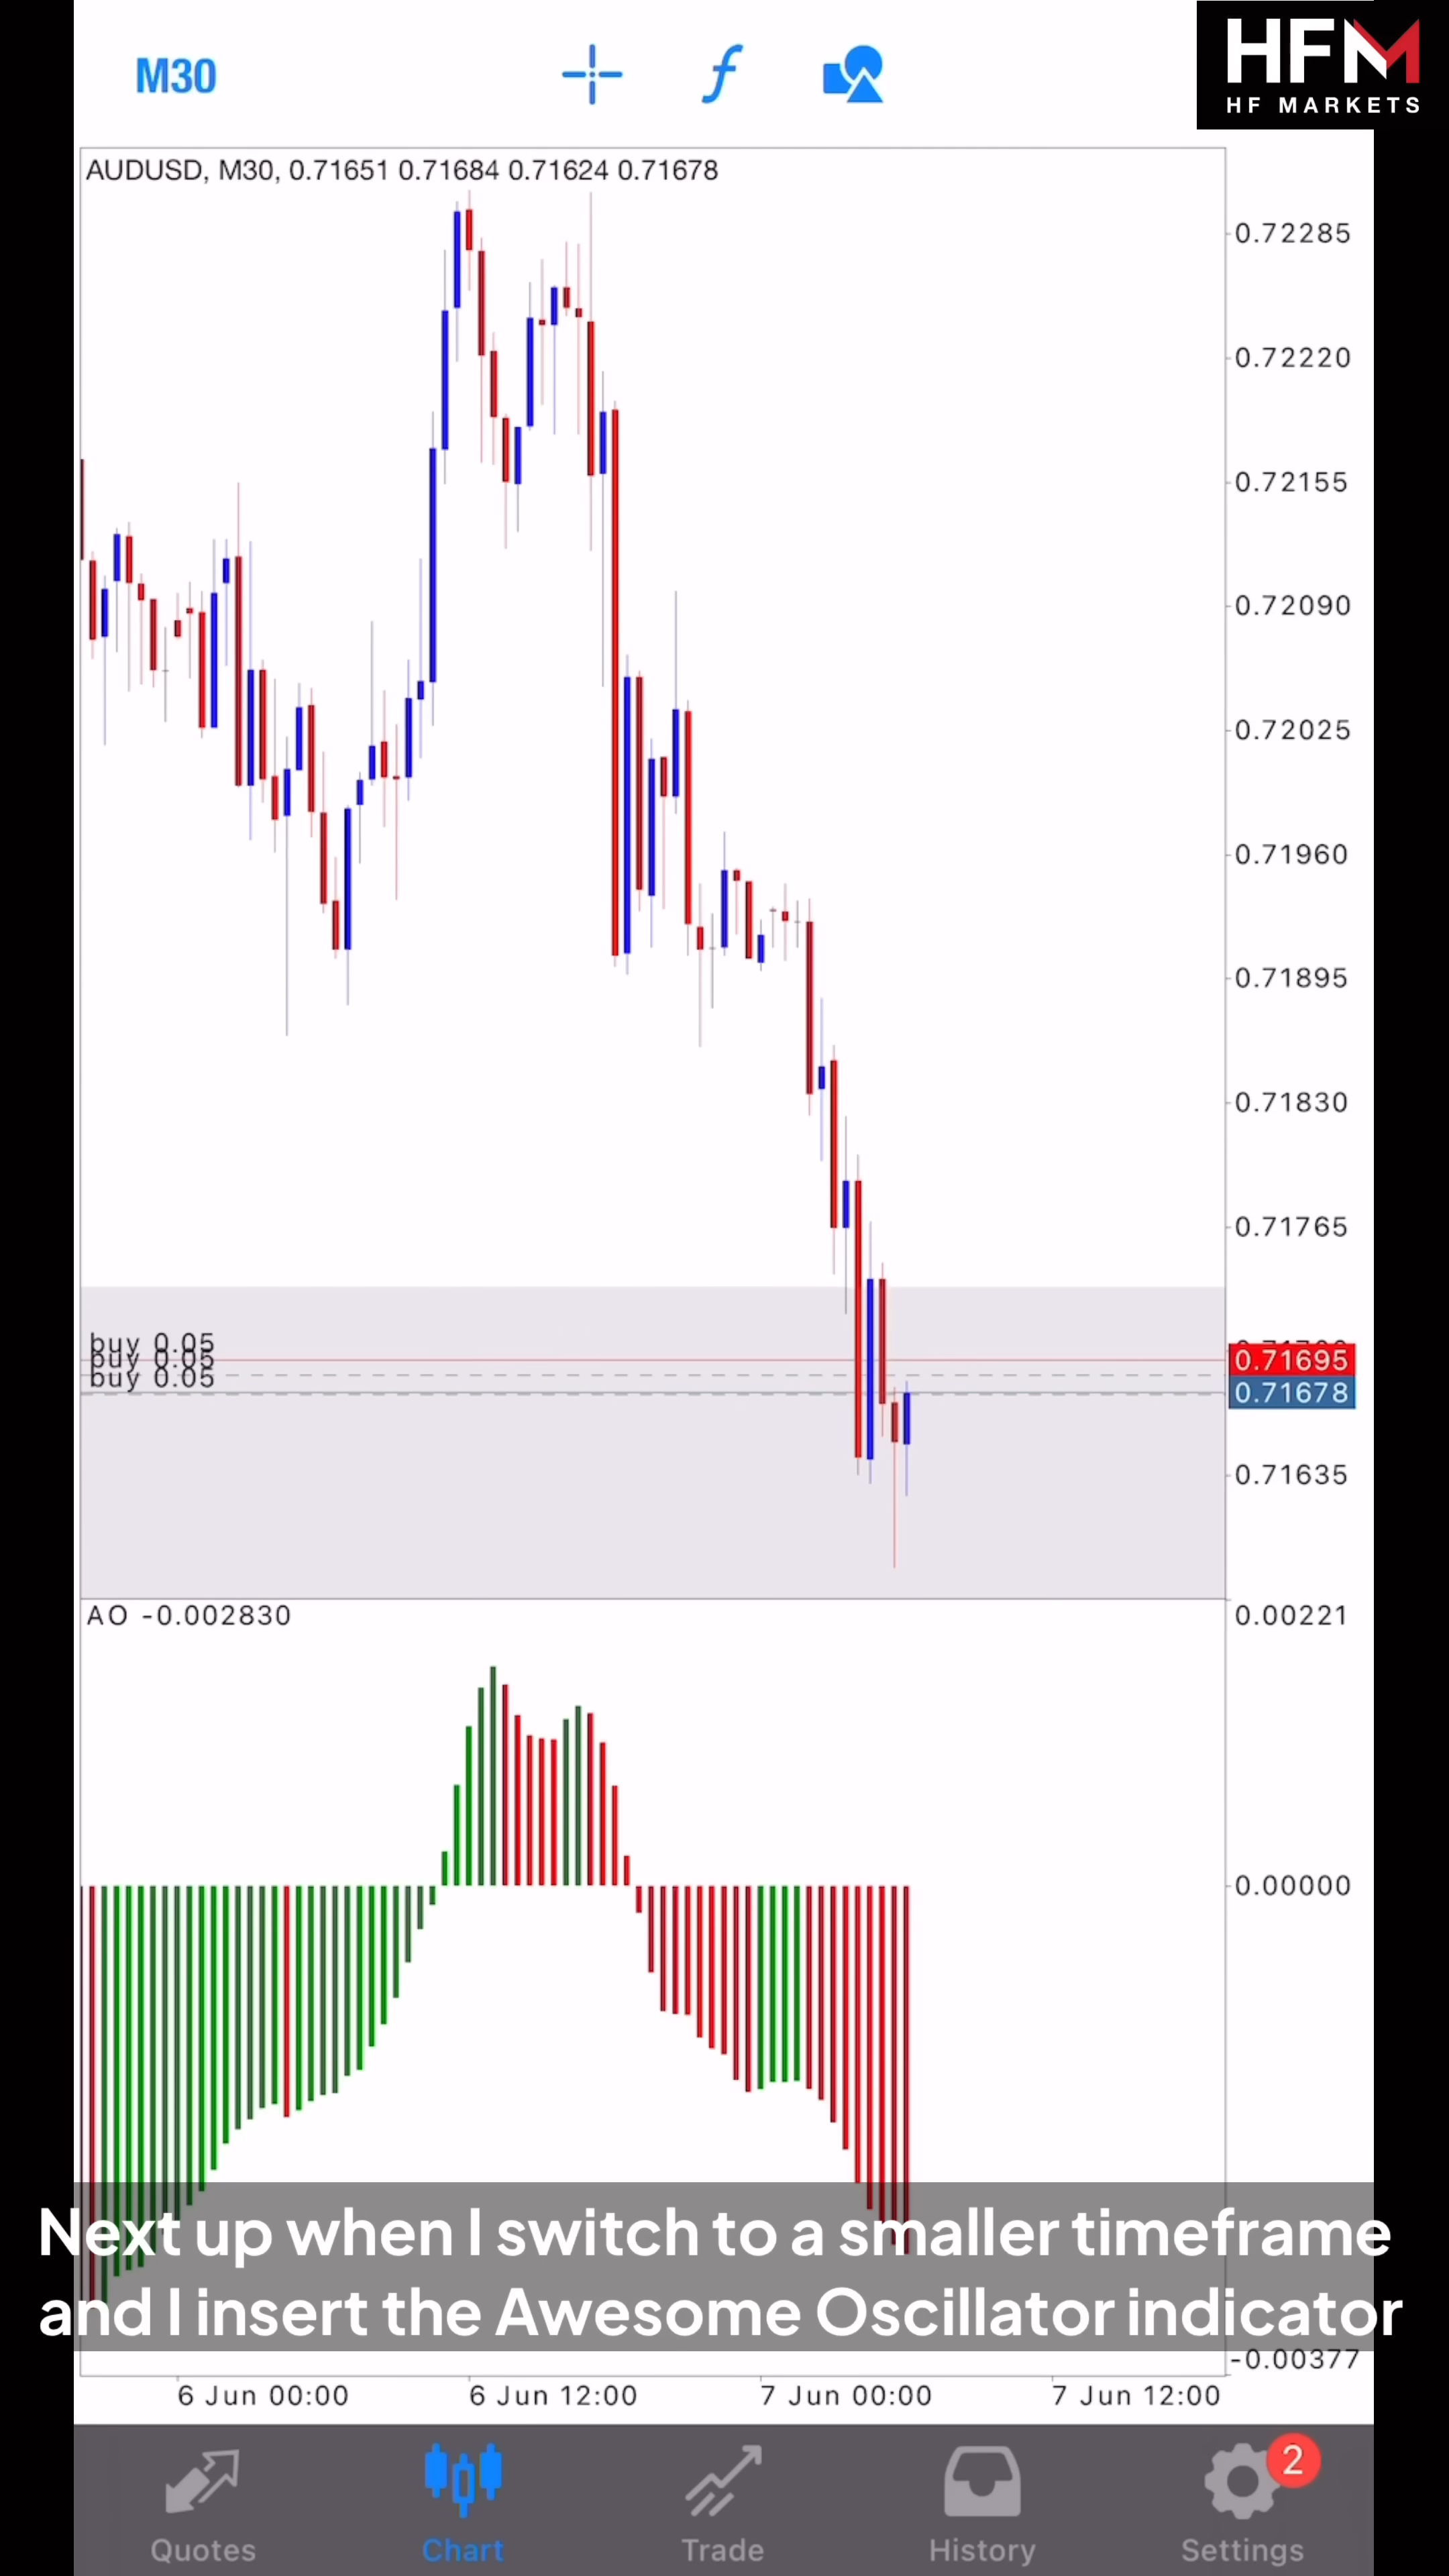 M30
HFM
HF MARKETS
AUDUSD, M30, 0.71651 0.71684 0.71624 0.71678
0.72285
0.72220
0.72155
0.72090
0.72025
0.71960
0.71895
0.71830
0.71765
buy 0.05
buy 0.05
0.71695
buy 0.05
0.71678
0.71635
AO -0.002830
0.00221
0.00000
Next up when I switch to a smaller timeframe
and I insert the Awesome Oscillator indicator
-0.00377
6 Jun 00:00 6 Jun 12:00 7 Jun 00:00 7 Jun 12:00
2
Quotes Chart Trade History Settings